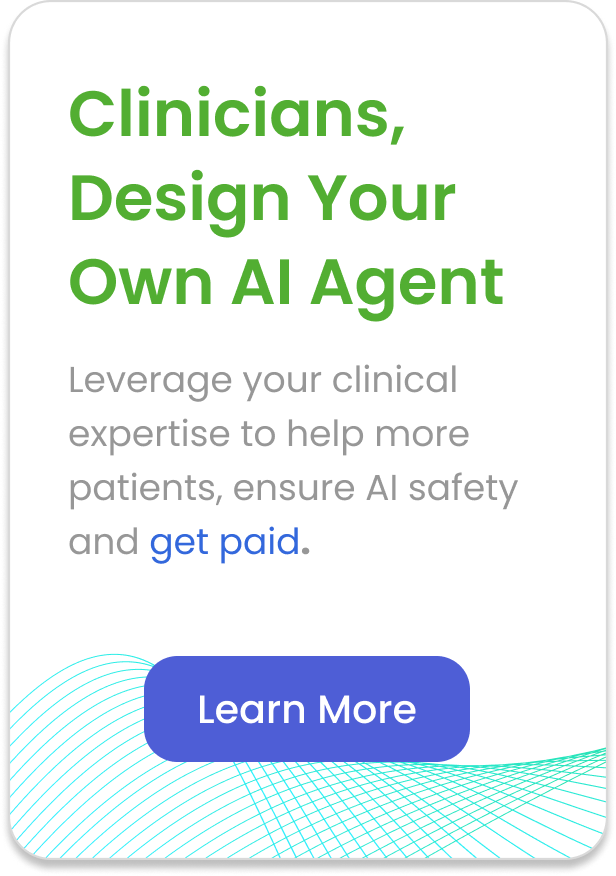 Clinicians,
Design Your
Own AI Agent
Leverage your clinical
expertise to help more
patients, ensure AI safety
and get paid.
Learn More